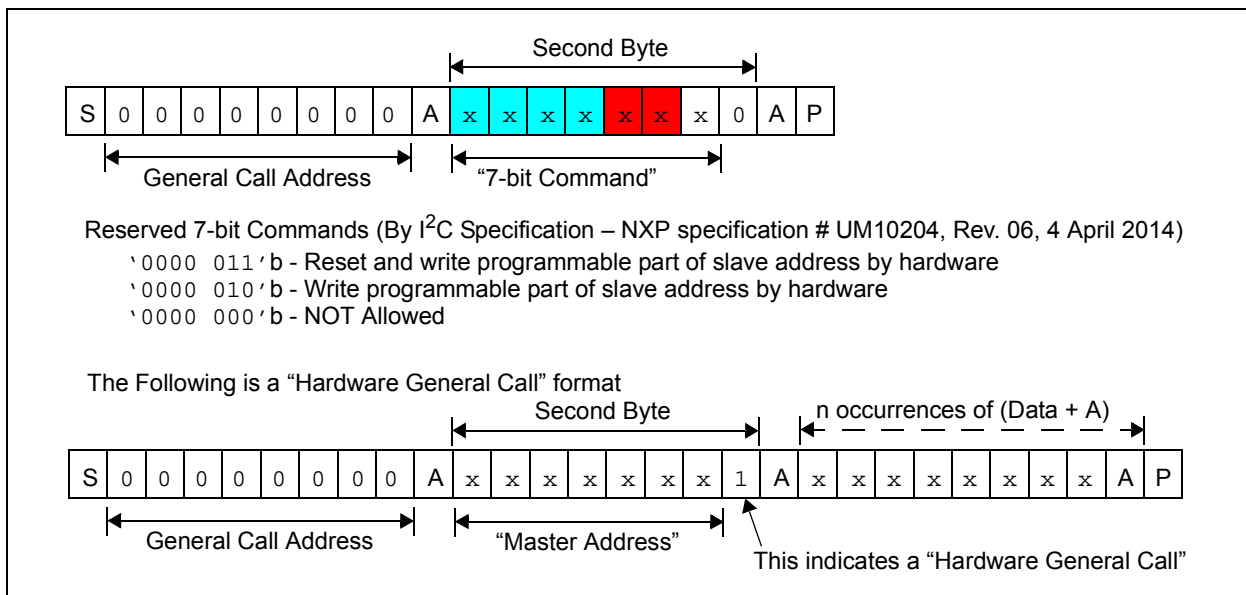 Second Byte
S 0 0 0 0 0 0 0 0 A x x x x x x x 0 A P
General Call Address “7-bit Command”
Reserved 7-bit Commands (By I²C Specification – NXP specification # UM10204, Rev. 06, 4 April 2014)
‘0000 011’b - Reset and write programmable part of slave address by hardware
‘0000 010’b - Write programmable part of slave address by hardware
‘0000 000’b - NOT Allowed
The Following is a “Hardware General Call” format
Second Byte n occurrences of (Data + A)
S 0 0 0 0 0 0 0 0 A x x x x x x x 1 A x x x x x x x x A P
General Call Address “Master Address”
This indicates a “Hardware General Call”